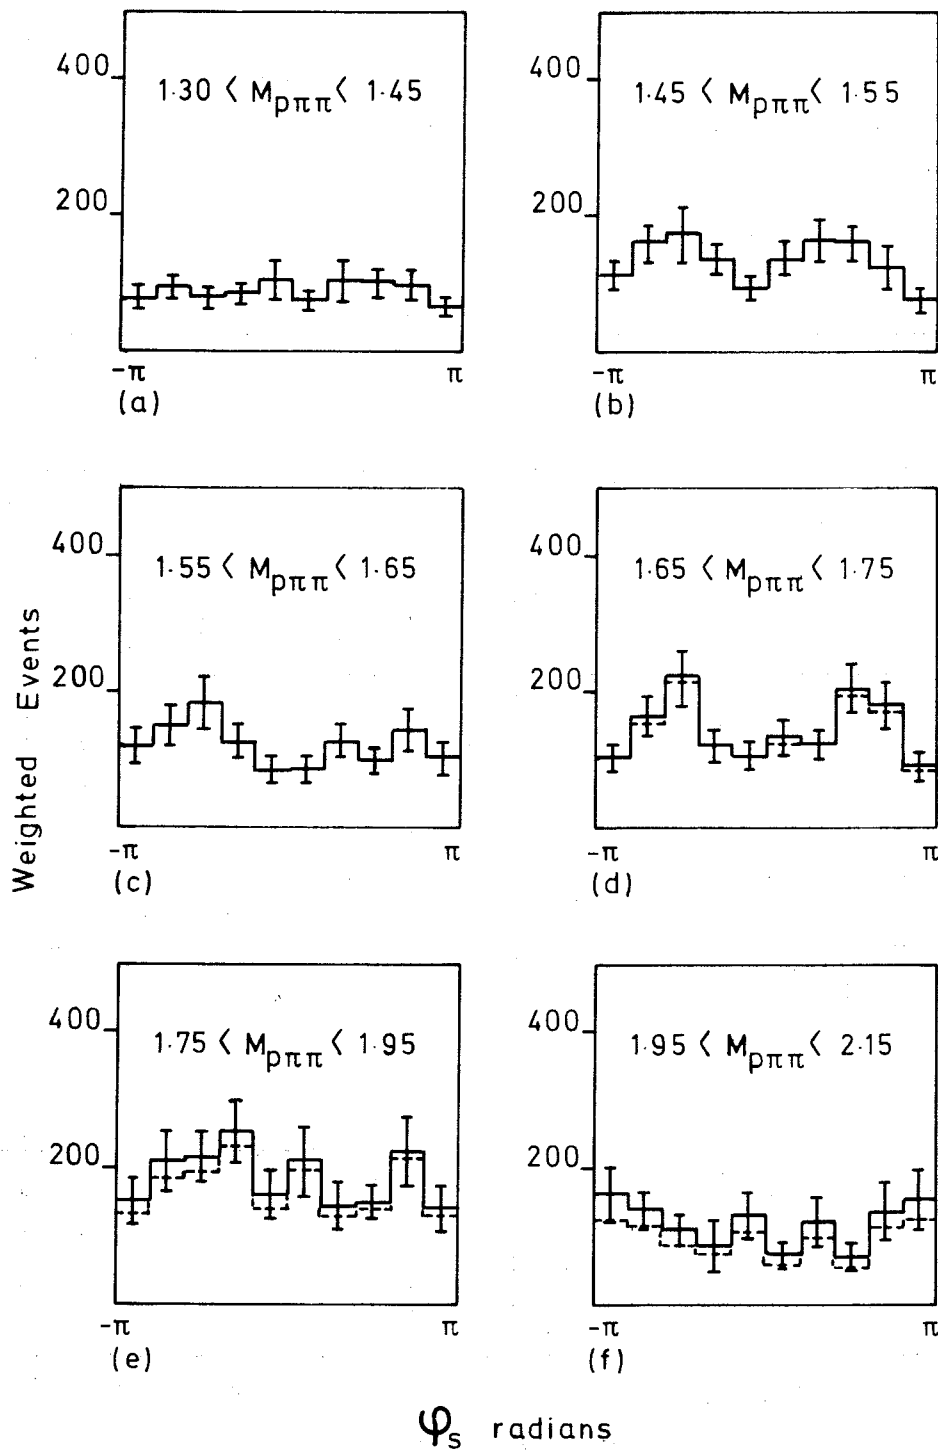 400
200
1·30 < Mpππ < 1·45
-π π
(a)
400
200
1·45 < Mpππ < 1·55
-π π
(b)
400
200
1·55 < Mpππ < 1·65
-π π
(c)
400
200
1·65 < Mpππ < 1·75
-π π
(d)
400
200
1·75 < Mpππ < 1·95
-π π
(e)
400
200
1·95 < Mpππ < 2·15
-π π
(f)
Weighted Events
φs radians